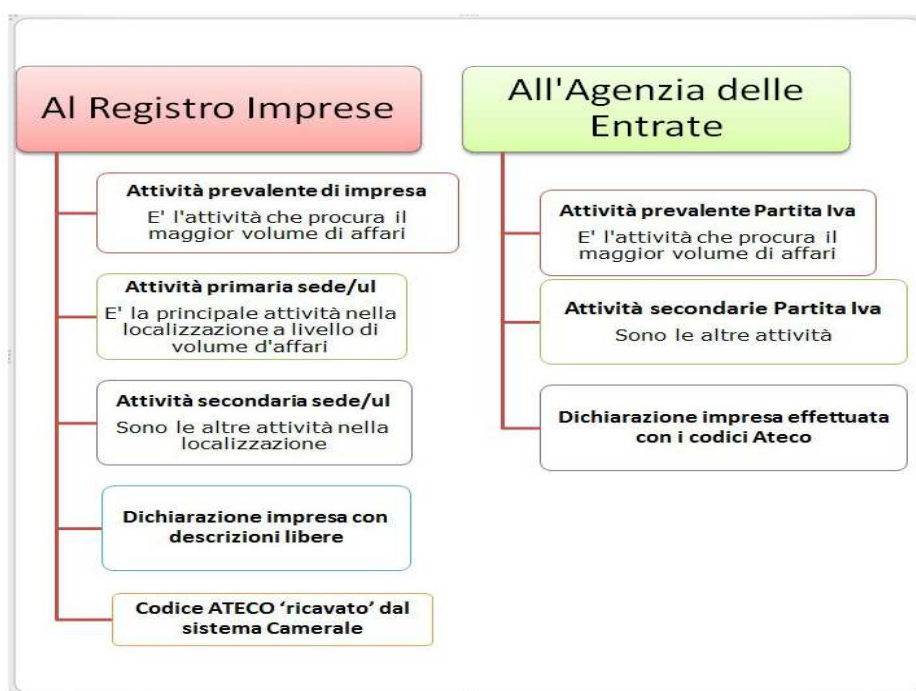 Al Registro Imprese
Attività prevalente di impresa
E' l'attività che procura il
maggior volume di affari
Attività primaria sede/ul
E' la principale attività nella
localizzazione a livello di
volume d'affari
Attività secondaria sede/ul
Sono le altre attività nella
localizzazione
Dichiarazione impresa con
descrizioni libere
Codice ATECO ‘ricavato’ dal
sistema Camerale
All'Agenzia delle
Entrate
Attività prevalente Partita Iva
E' l'attività che procura il
maggior volume di affari
Attività secondarie Partita Iva
Sono le altre attività
Dichiarazione impresa effettuata
con i codici Ateco